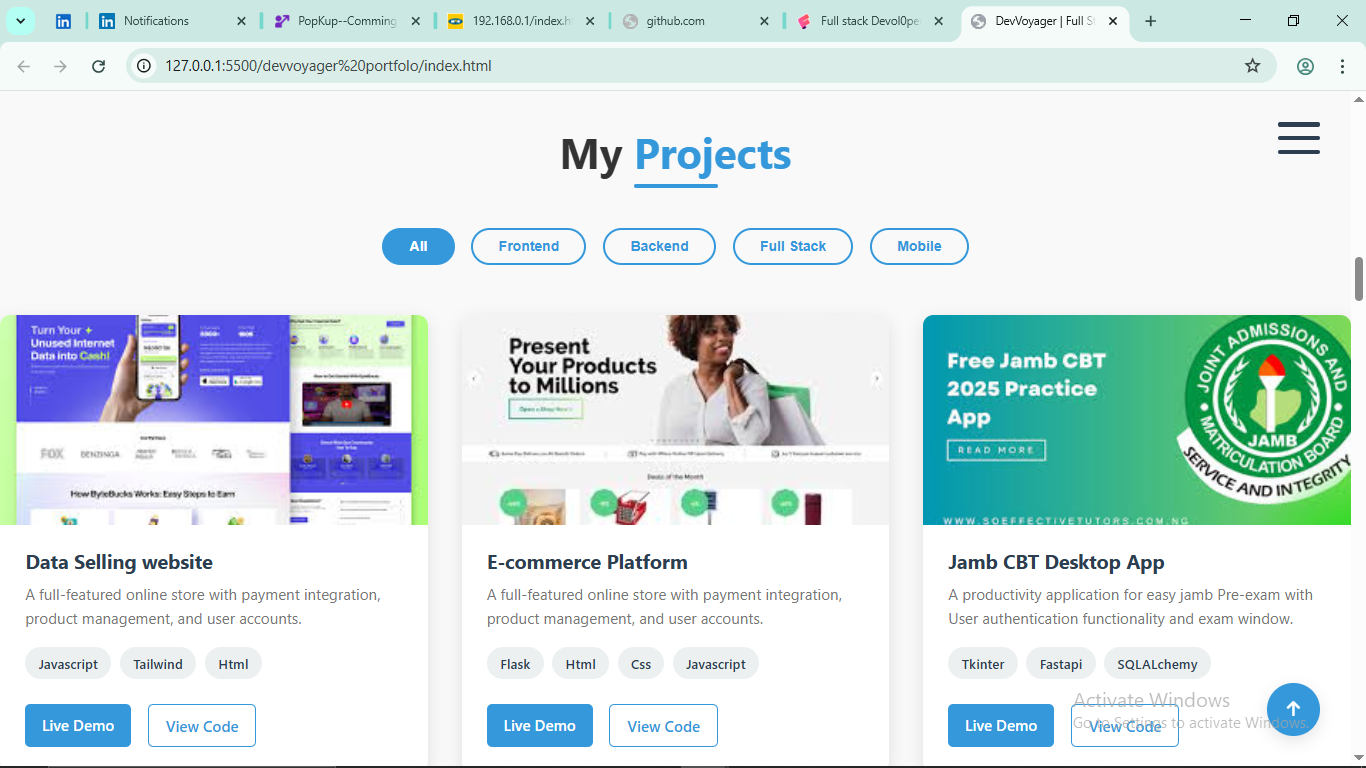 Notifications
PopKup--Comming
192.168.0.1/index.h
github.com
Full stack Devol0pe
DevVoyager | Full S
127.0.0.1:5500/devvoyager%20portfolo/index.html
My Projects
All
Frontend
Backend
Full Stack
Mobile
Turn Your
Unused Internet
Data into Cash!
FOX
BENZINGA
How ByteBucks Works: Easy Steps to Earn
Present
Your Products
to Millions
Open a Shop Now
Deals of the Month
Free Jamb CBT
2025 Practice
App
READ MORE
JOINT ADMISSIONS AND
MATRICULATION BOARD
JAMB
SERVICE AND INTEGRITY
WWW.SOEFFECTIVETUTORS.COM.NG
Data Selling website
A full-featured online store with payment integration,
product management, and user accounts.
Javascript
Tailwind
Html
Live Demo
View Code
E-commerce Platform
A full-featured online store with payment integration,
product management, and user accounts.
Flask
Html
Css
Javascript
Live Demo
View Code
Jamb CBT Desktop App
A productivity application for easy jamb Pre-exam with
User authentication functionality and exam window.
Tkinter
Fastapi
SQLALchemy
Live Demo
View Code
Activate Windows
Go to Settings to activate Windows.